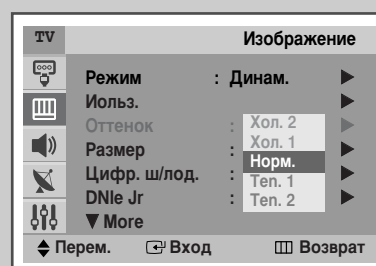 TV Изображение
Режим : Динам.
Иольз.
Оттенок : Хол. 2
Размер : Хол. 1
Норм.
Цифр. ш/под. : Теп. 1
DNIe Jr : Теп. 2
▼ More
Перем. Вход Возврат